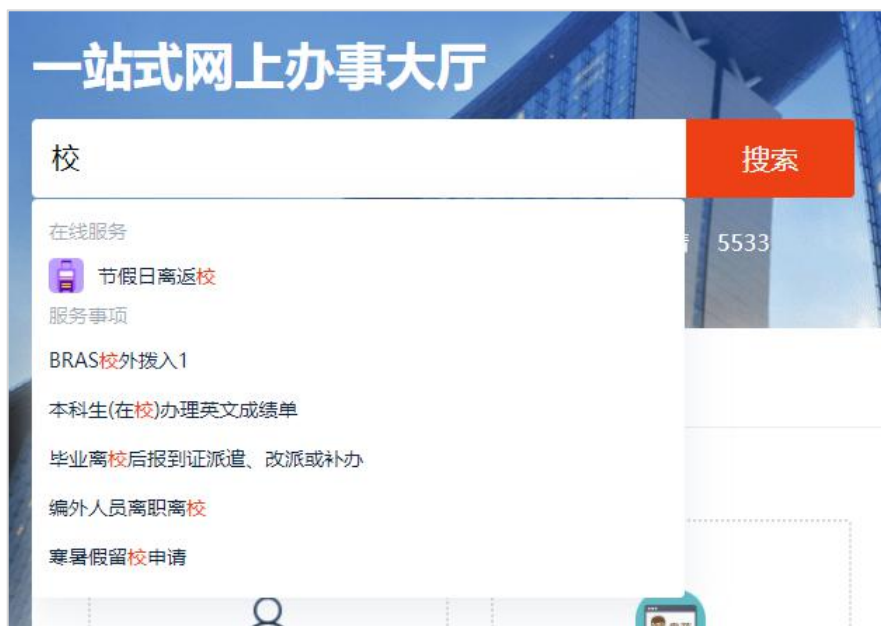 一站式网上办事大厅
校
搜索
在线服务
5533
节假日离返校
服务事项
BRAS校外拨入1
本科生(在校)办理英文成绩单
毕业离校后报到证派遣、改派或补办
编外人员离职离校
寒暑假留校申请